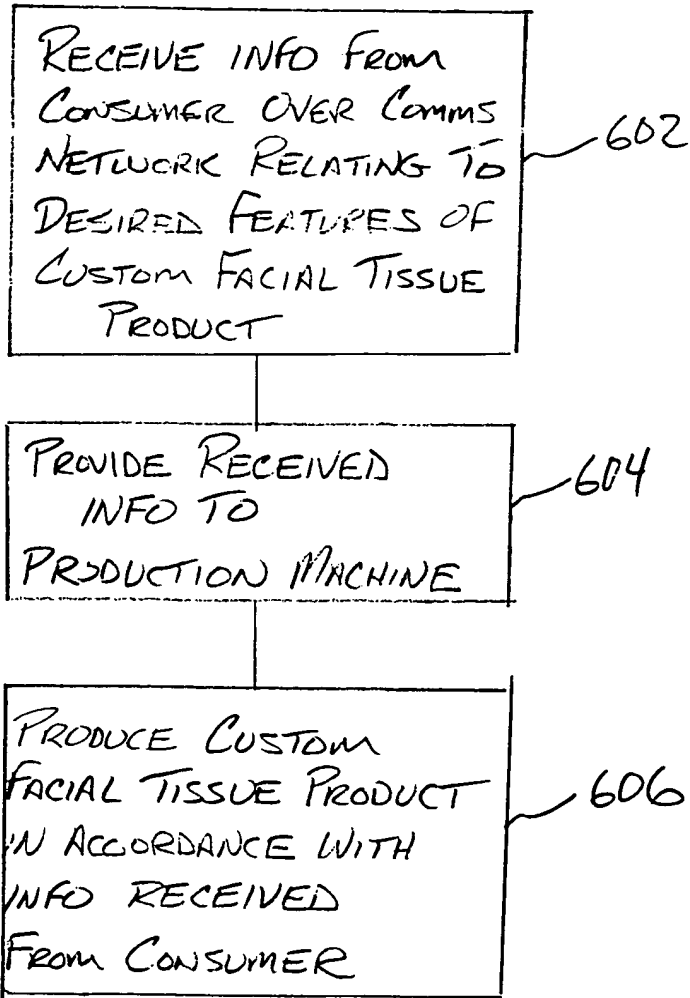 RECEIVE INFO FROM
CONSUMER OVER COMMS
NETWORK RELATING TO
DESIRED FEATURES OF
CUSTOM FACIAL TISSUE
PRODUCT
602
PROVIDE RECEIVED
INFO TO
PRODUCTION MACHINE
604
PRODUCE CUSTOM
FACIAL TISSUE PRODUCT
IN ACCORDANCE WITH
INFO RECEIVED
FROM CONSUMER
606